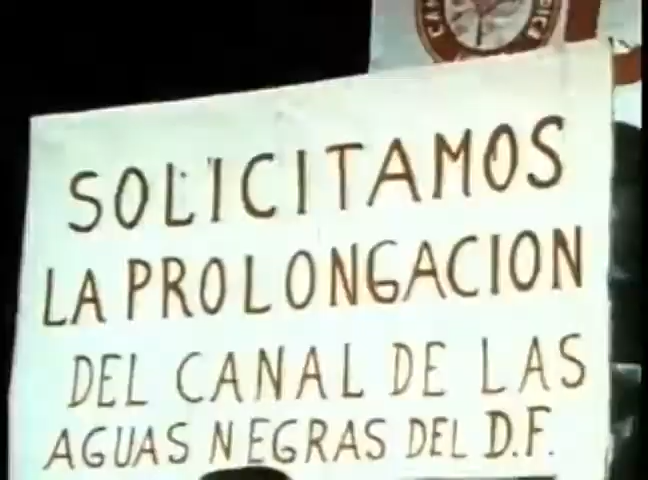 SOLICITAMOS
LA PROLONGACION
DEL CANAL DE LAS
AGUAS NEGRAS DEL D.F.